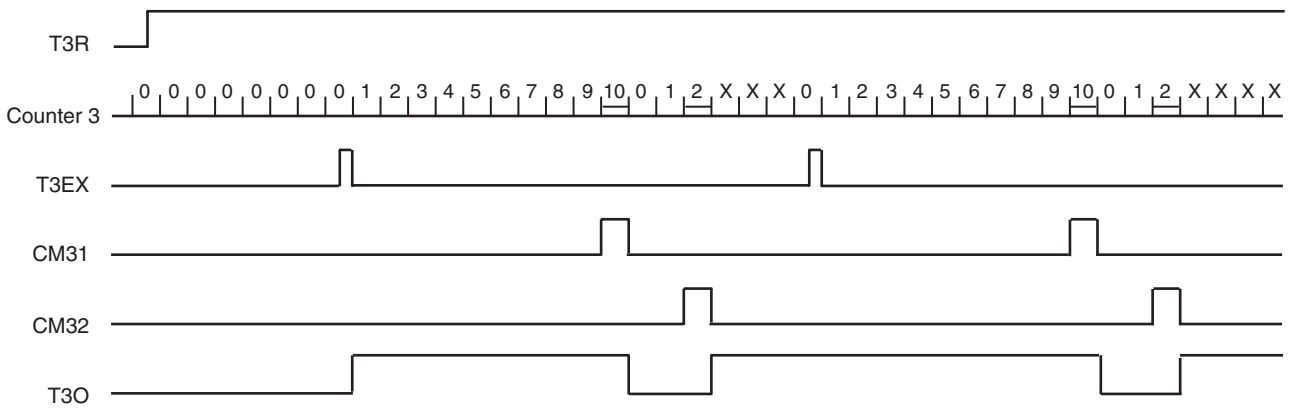 T3R
0 0 0 0 0 0 0 0 1 2 3 4 5 6 7 8 9 10 0 1 2 X X X 0 1 2 3 4 5 6 7 8 9 10 0 1 2 X X X X
Counter 3
T3EX
CM31
CM32
T3O